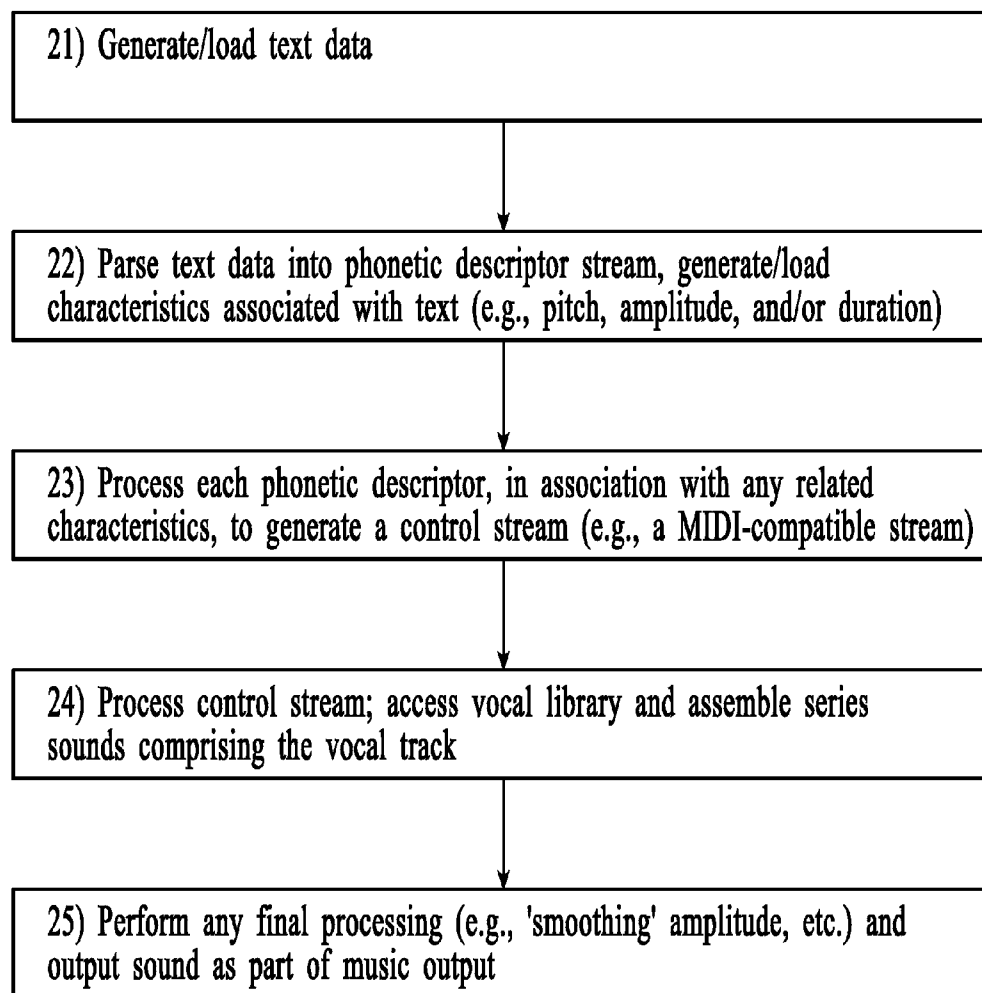 21) Generate/load text data
22) Parse text data into phonetic descriptor stream, generate/load
characteristics associated with text (e.g., pitch, amplitude, and/or duration)
23) Process each phonetic descriptor, in association with any related
characteristics, to generate a control stream (e.g., a MIDI-compatible stream)
24) Process control stream; access vocal library and assemble series
sounds comprising the vocal track
25) Perform any final processing (e.g., 'smoothing' amplitude, etc.) and
output sound as part of music output